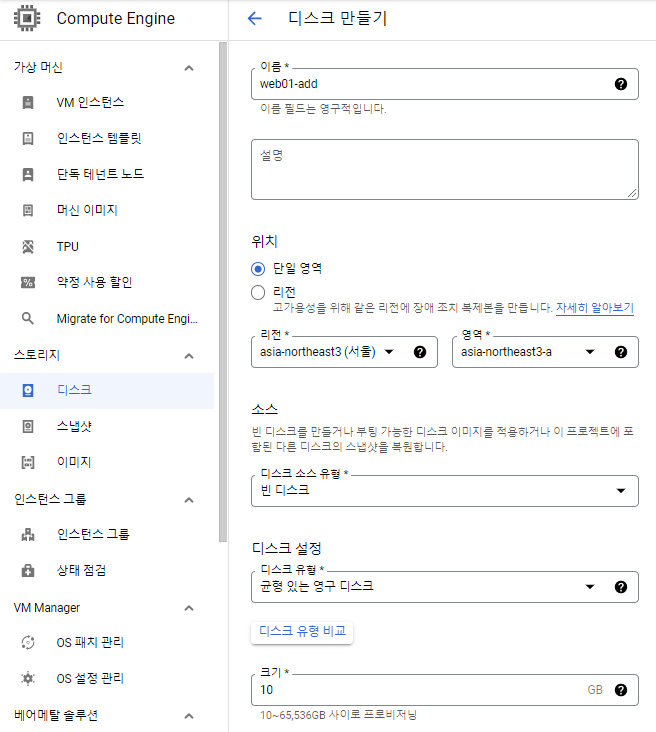 Compute Engine
가상 머신
VM 인스턴스
인스턴스 템플릿
단독 테넌트 노드
머신 이미지
TPU
약정 사용 할인
Migrate for Compute Engi...
스토리지
디스크
스냅샷
이미지
인스턴스 그룹
인스턴스 그룹
상태 점검
VM Manager
OS 패치 관리
OS 설정 관리
베어메탈 솔루션
디스크 만들기
이름 *
web01-add
이름 필드는 영구적입니다.
설명
위치
단일 영역
리전
고가용성을 위해 같은 리전에 장애 조치 복제본을 만듭니다. 자세히 알아보기
리전 *
asia-northeast3 (서울)
영역 *
asia-northeast3-a
소스
빈 디스크를 만들거나 부팅 가능한 디스크 이미지를 적용하거나 이 프로젝트에 포
함된 다른 디스크의 스냅샷을 복원합니다.
디스크 소스 유형 *
빈 디스크
디스크 설정
디스크 유형 *
균형 있는 영구 디스크
디스크 유형 비교
크기 *
10 GB
10~65,536GB 사이로 프로비저닝